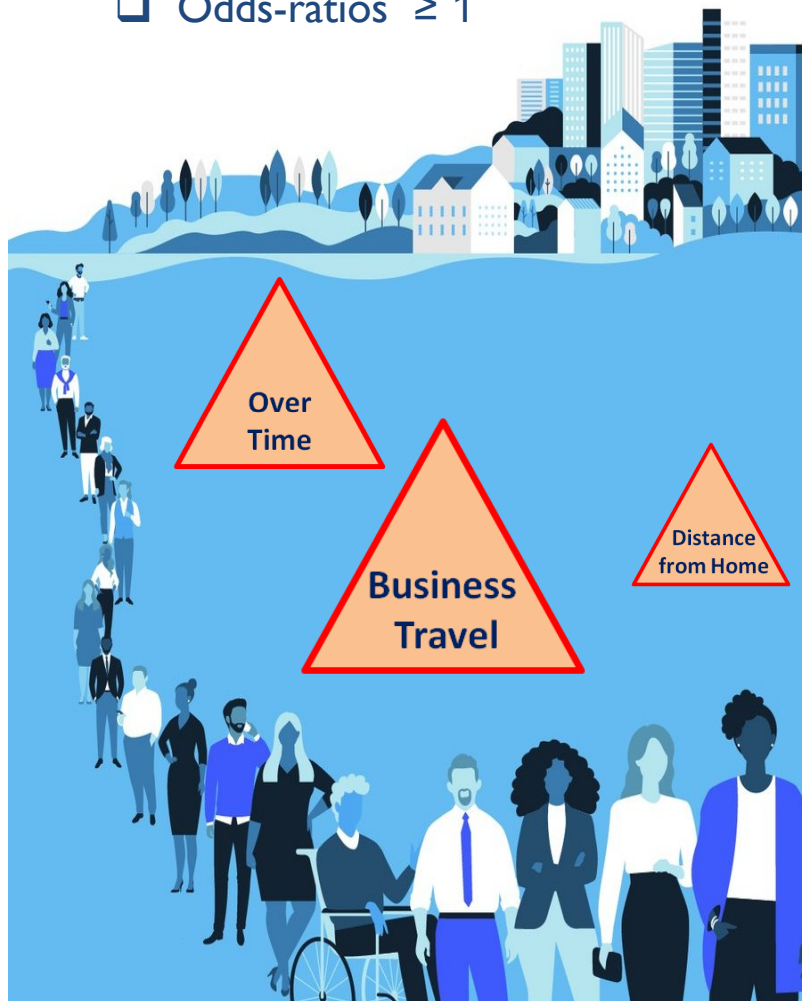 ❑ Odds-ratios ≥ 1
Over
Time
Business
Travel
Distance
from Home